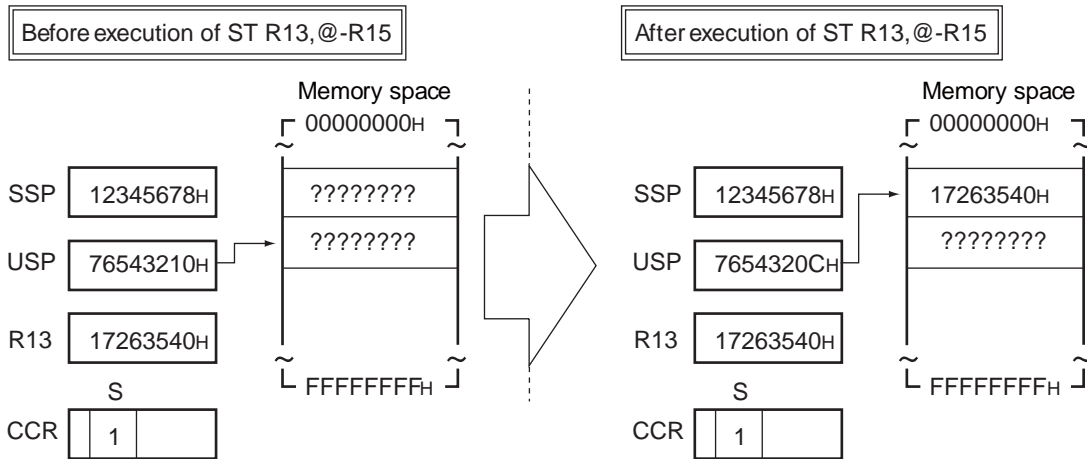 Before execution of ST R13,@-R15
Memory space
00000000H
SSP 12345678H ????????
USP 76543210H ????????
R13 17263540H
FFFFFFFFH
S
CCR 1
After execution of ST R13,@-R15
Memory space
00000000H
SSP 12345678H 17263540H
USP 7654320CH ????????
R13 17263540H
FFFFFFFFH
S
CCR 1